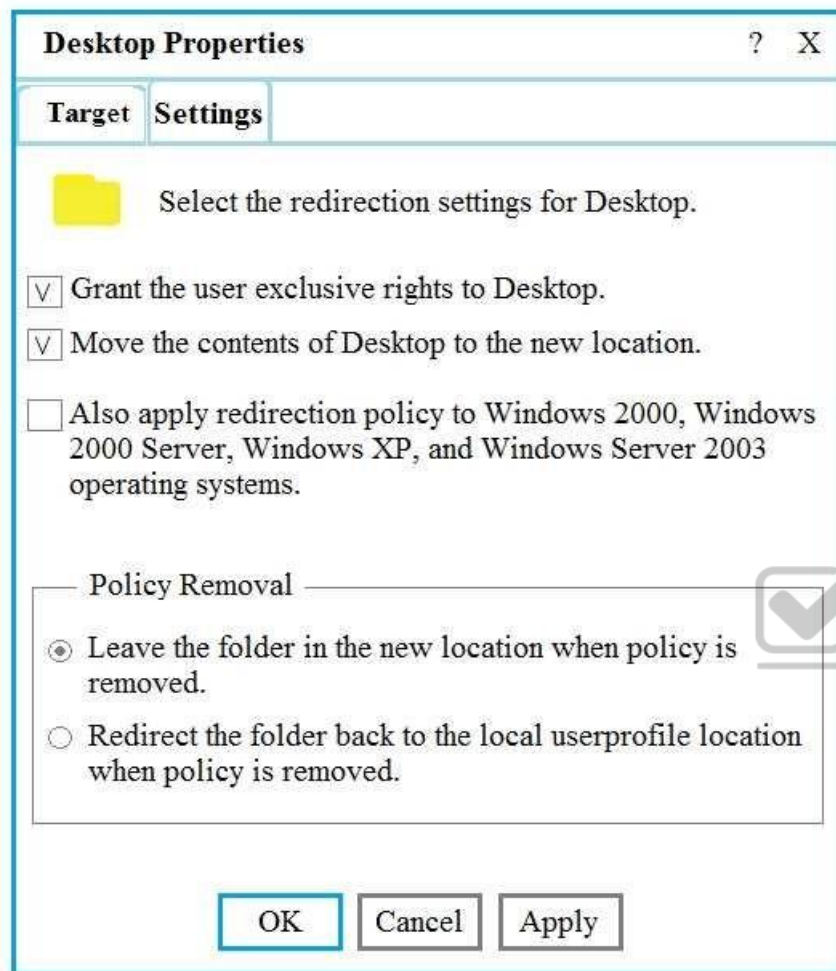 Desktop Properties ? X
Target Settings
Select the redirection settings for Desktop.
V Grant the user exclusive rights to Desktop.
V Move the contents of Desktop to the new location.
Also apply redirection policy to Windows 2000, Windows
2000 Server, Windows XP, and Windows Server 2003
operating systems.
Policy Removal
Leave the folder in the new location when policy is
removed.
Redirect the folder back to the local userprofile location
when policy is removed.
OK Cancel Apply